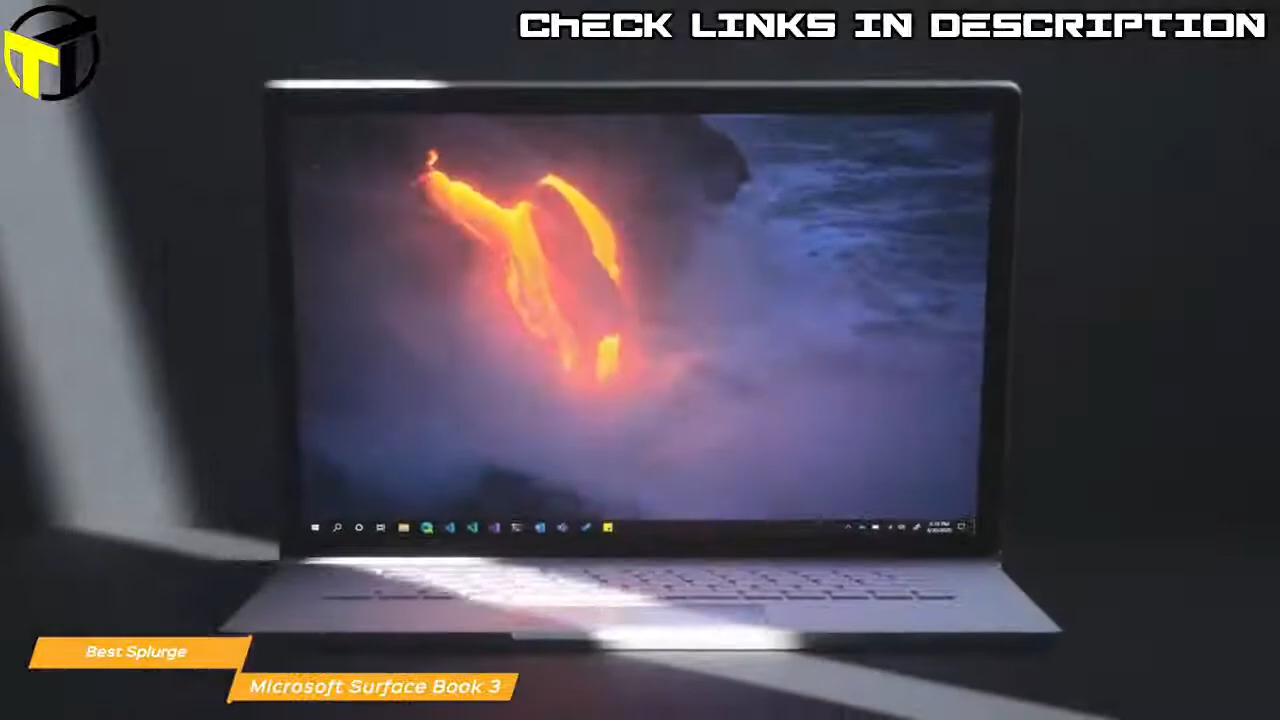 CHECK LINKS IN DESCRIPTION
Best Splurge
Microsoft Surface Book 3